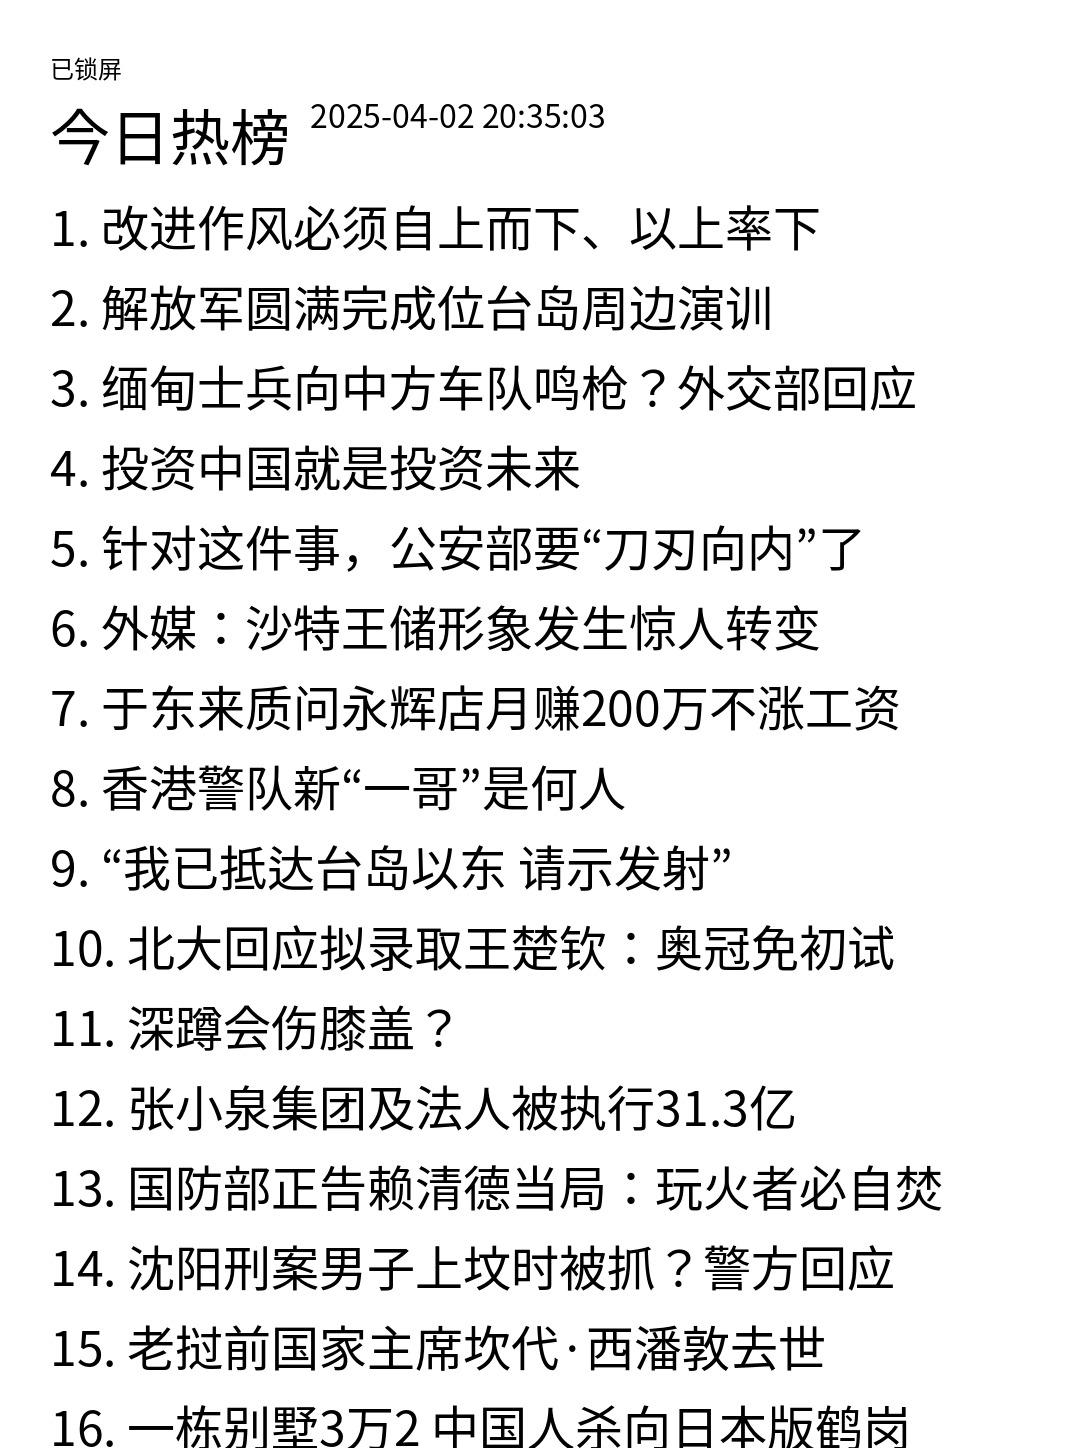 已锁屏
今日热榜 2025-04-02 20:35:03
1. 改进作风必须自上而下、以上率下
2. 解放军圆满完成位台岛周边演训
3. 缅甸士兵向中方车队鸣枪？外交部回应
4. 投资中国就是投资未来
5. 针对这件事，公安部要“刀刃向内”了
6. 外媒：沙特王储形象发生惊人转变
7. 于东来质问永辉店月赚200万不涨工资
8. 香港警队新“一哥”是何人
9. “我已抵达台岛以东 请示发射”
10. 北大回应拟录取王楚钦：奥冠免初试
11. 深蹲会伤膝盖？
12. 张小泉集团及法人被执行31.3亿
13. 国防部正告赖清德当局：玩火者必自焚
14. 沈阳刑案男子上坟时被抓？警方回应
15. 老挝前国家主席坎代·西潘敦去世
16. 一栋别墅3万2 中国人杀向日本版鹤岗